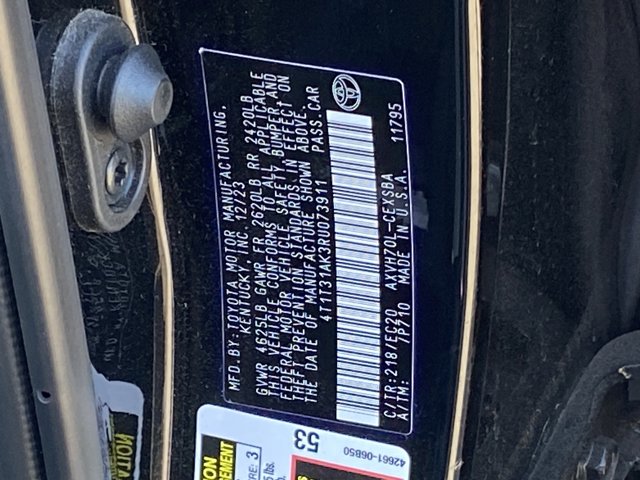 MFD.BY: TOYOTA MOTOR MANUFACTURING,
KENTUCKY, INC. 12/23
GVWR 4625LB GAWR FR 2620LB RR 2420LB
THIS VEHICLE CONFORMS TO ALL APPLICABLE
FEDERAL MOTOR VEHICLE SAFETY, BUMPER, AND
THEFT PREVENTION STANDARDS IN EFFECT ON
THE DATE OF MANUFACTURE SHOWN ABOVE.
4T1T31AK3RU073911 PASS.CAR
C/TR: 218/EC20 AXVH70L-CEXSBA 11795
A/TM: /P710 MADE IN U.S.A.
53
42661-06B50